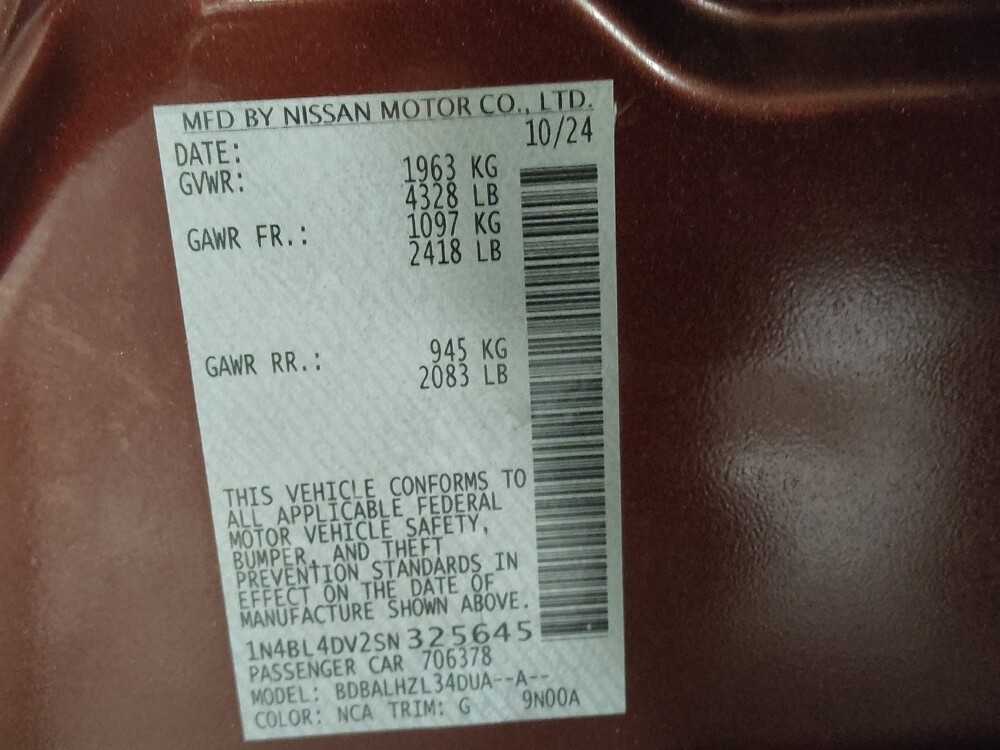 MFD BY NISSAN MOTOR CO., LTD.
DATE: 10/24
GVWR: 1963 KG
4328 LB
GAWR FR.: 1097 KG
2418 LB
GAWR RR.: 945 KG
2083 LB
THIS VEHICLE CONFORMS TO
ALL APPLICABLE FEDERAL
MOTOR VEHICLE SAFETY,
BUMPER, AND THEFT
PREVENTION STANDARDS IN
EFFECT ON THE DATE OF
MANUFACTURE SHOWN ABOVE.
1N4BL4DV2SN325645
PASSENGER CAR 706378
MODEL: BDBALHZL34DUA--A--
COLOR: NCA TRIM: G 9N00A